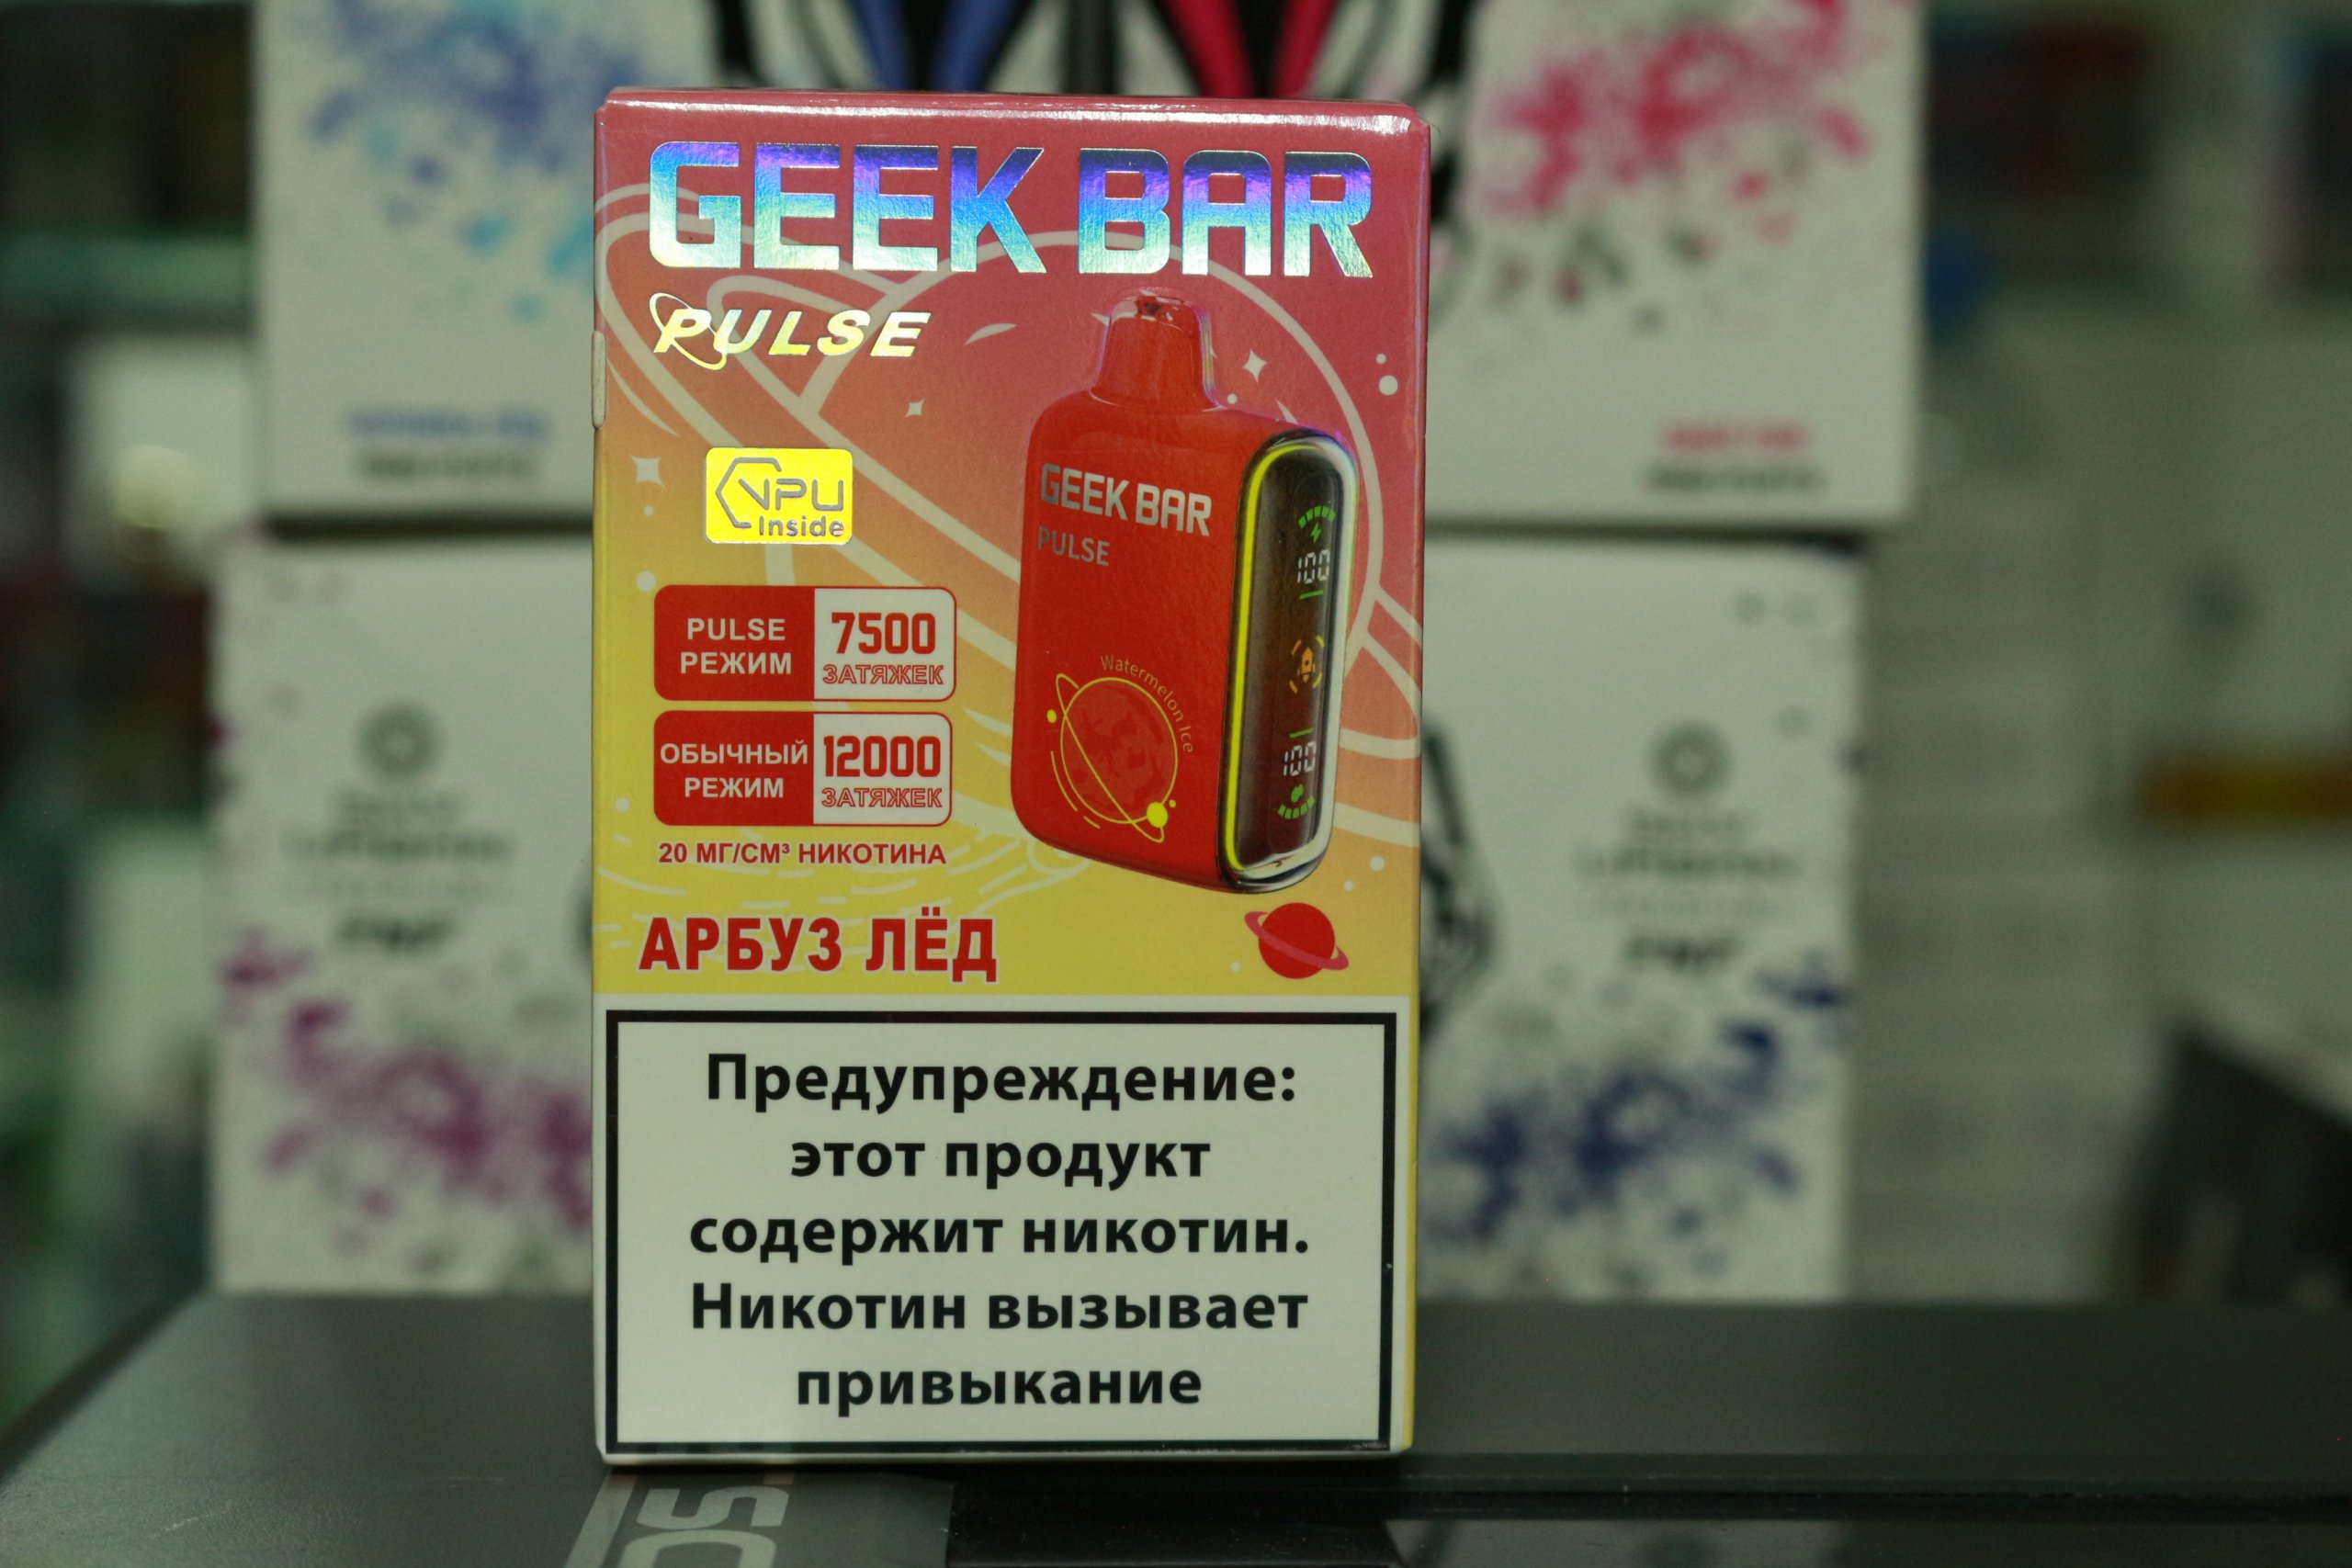 GEEK BAR
PULSE
VPU
Inside
GEEK BAR
PULSE
100
Watermelon Ice
100
PULSE
РЕЖИМ
7500
ЗАТЯЖЕК
ОБЫЧНЫЙ
РЕЖИМ
12000
ЗАТЯЖЕК
20 МГ/СМ³ НИКОТИНА
АРБУЗ ЛЁД
Предупреждение:
этот продукт
содержит никотин.
Никотин вызывает
привыкание